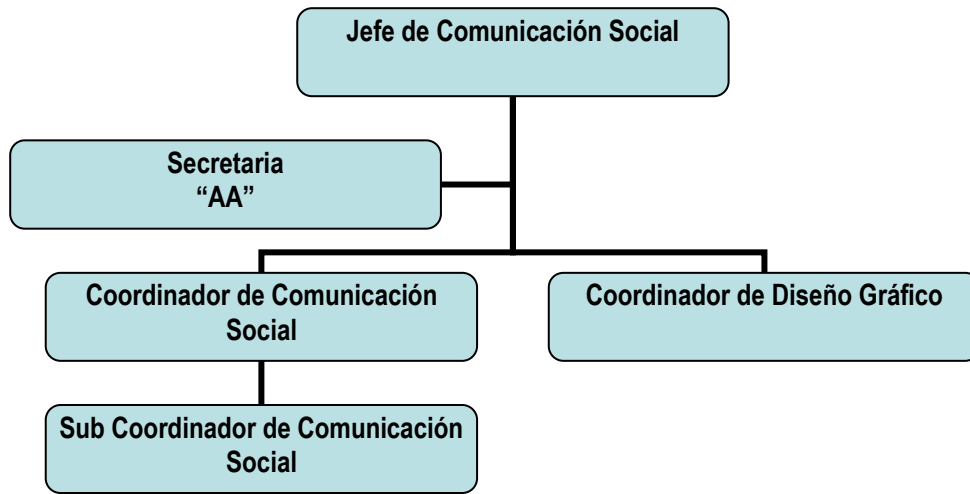 Jefe de Comunicación Social
Secretaria
“AA”
Coordinador de Comunicación
Social
Coordinador de Diseño Gráfico
Sub Coordinador de Comunicación
Social